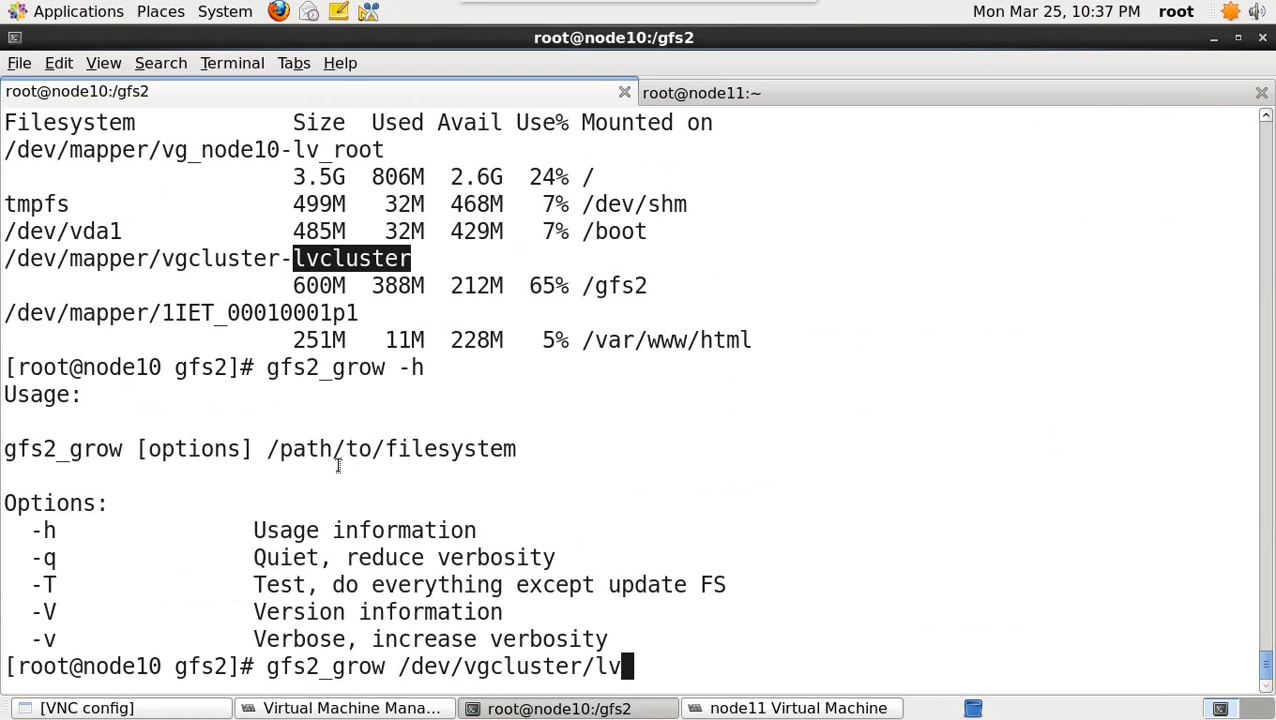 Applications Places System Mon Mar 25, 10:37 PM root
root@node10:/gfs2
File Edit View Search Terminal Tabs Help
root@node10:/gfs2 root@node11:~
Filesystem Size Used Avail Use% Mounted on
/dev/mapper/vg_node10-lv_root
3.5G 806M 2.6G 24% /
tmpfs 499M 32M 468M 7% /dev/shm
/dev/vda1 485M 32M 429M 7% /boot
/dev/mapper/vgcluster-lvcluster
600M 388M 212M 65% /gfs2
/dev/mapper/1IET_00010001p1
251M 11M 228M 5% /var/www/html
[root@node10 gfs2]# gfs2_grow -h
Usage:
gfs2_grow [options] /path/to/filesystem
Options:
-h Usage information
-q Quiet, reduce verbosity
-T Test, do everything except update FS
-V Version information
-v Verbose, increase verbosity
[root@node10 gfs2]# gfs2_grow /dev/vgcluster/lv
[VNC config] Virtual Machine Mana... root@node10:/gfs2 node11 Virtual Machine